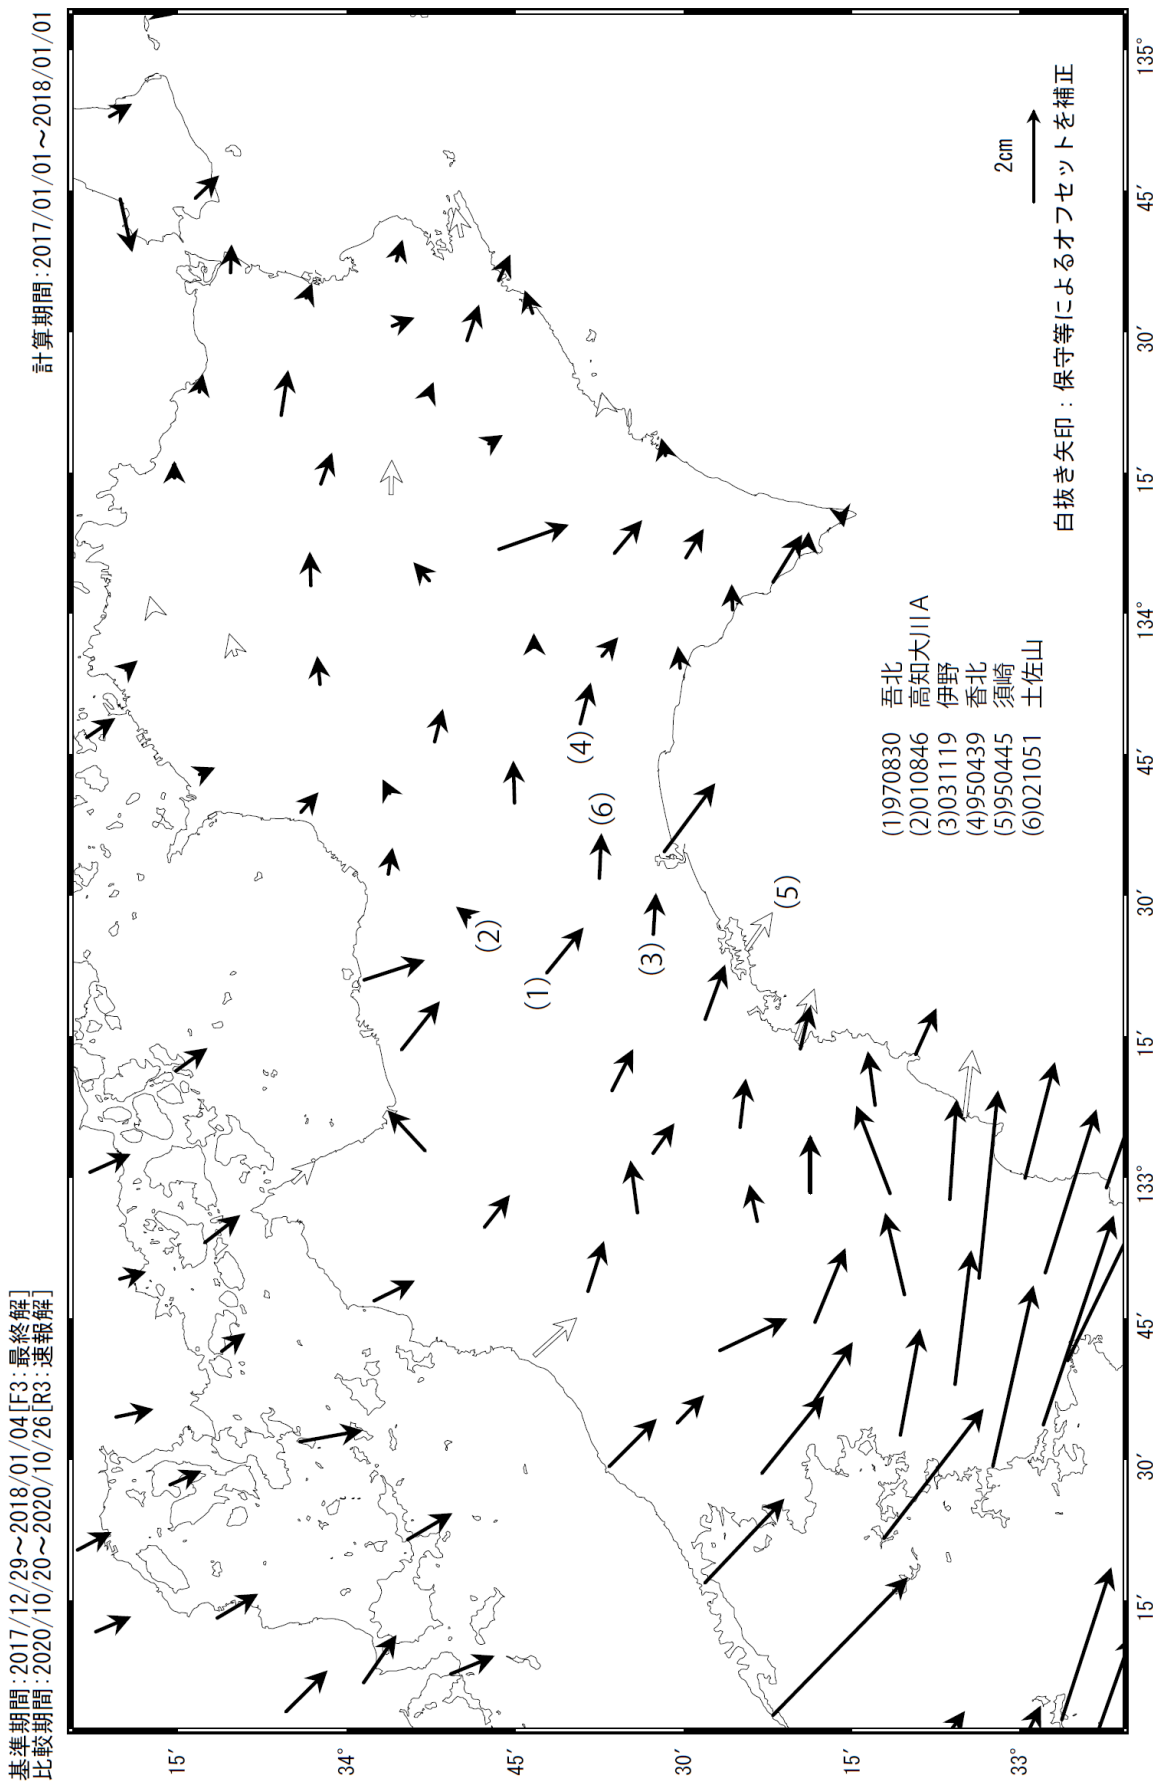 基準期間:2017/12/29～2018/01/04[F3:最終解]
比較期間:2020/10/20～2020/10/26[R3:速報解]
計算期間:2017/01/01～2018/01/01
15′
34°
45′
30′
15′
33°
15′
30′
45′
133°
15′
30′
45′
134°
15′
30′
45′
135°
(1)
(2)
(3)
(4)
(5)
(6)
(1)970830 吾北
(2)010846 高知大川A
(3)031119 伊野
(4)950439 香北
(5)950445 須崎
(6)021051 土佐山
2cm
白抜き矢印:保守等によるオフセットを補正